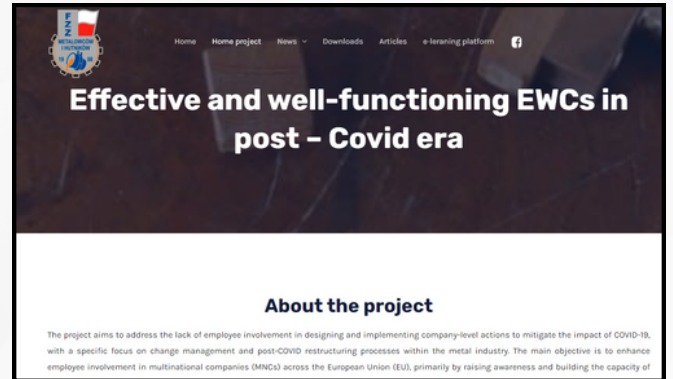 FZZ
METALOWCÓW
I HUTNIKÓW
Home Home project News Downloads Articles e-leraning platform
Effective and well-functioning EWCs in
post – Covid era
About the project
The project aims to address the lack of employee involvement in designing and implementing company-level actions to mitigate the impact of COVID-19,
with a specific focus on change management and post-COVID restructuring processes within the metal industry. The main objective is to enhance
employee involvement in multinational companies (MNCs) across the European Union (EU), primarily by raising awareness and building the capacity of